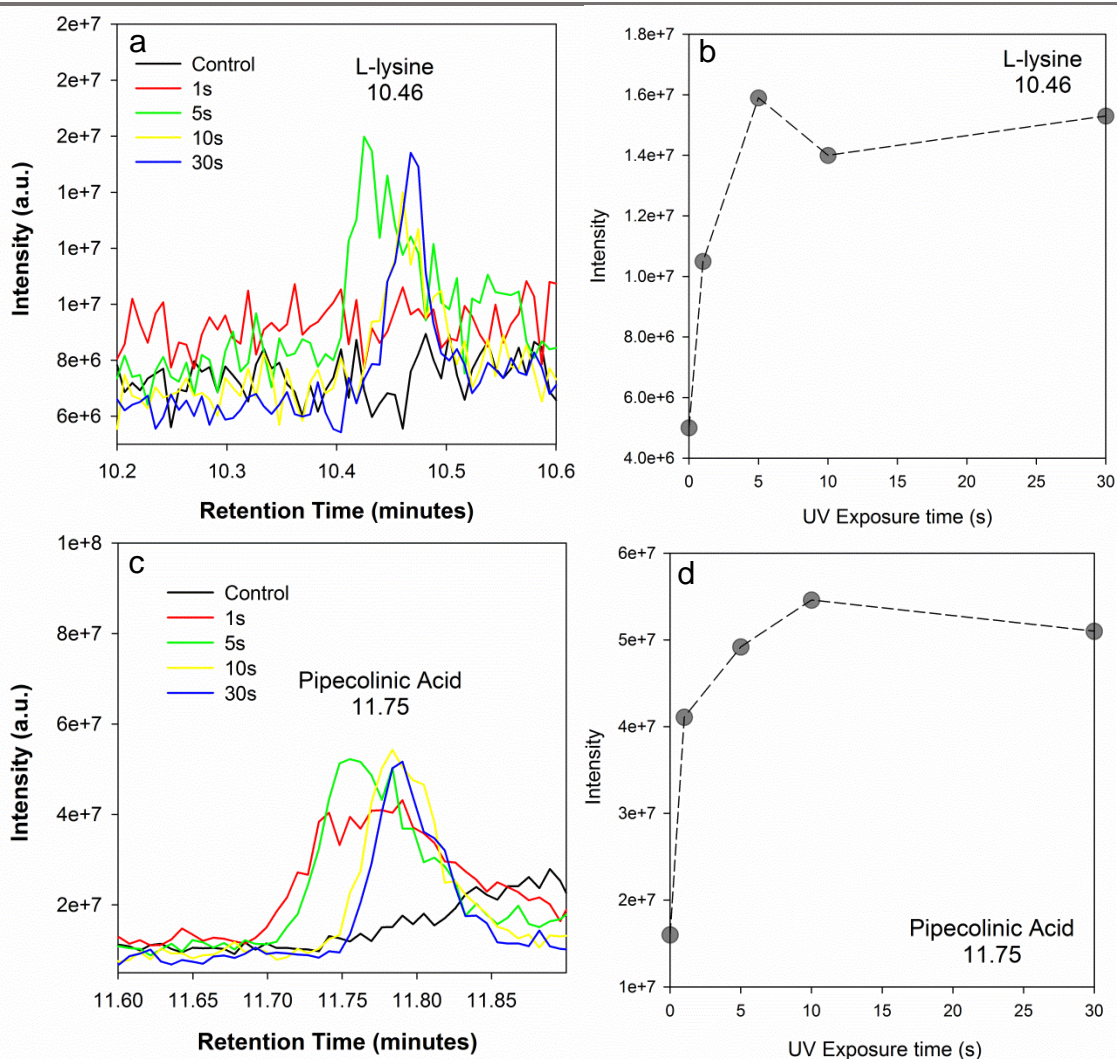 a
Control
1s
5s
10s
30s
L-lysine
10.46
2e+7
2e+7
2e+7
1e+7
1e+7
1e+7
8e+6
6e+6
Intensity (a.u.)
10.2 10.3 10.4 10.5 10.6
Retention Time (minutes)
b
L-lysine
10.46
1.8e+7
1.6e+7
1.4e+7
1.2e+7
1.0e+7
8.0e+6
6.0e+6
4.0e+6
Intensity
0 5 10 15 20 25 30
UV Exposure time (s)
c
Control
1s
5s
10s
30s
Pipecolinic Acid
11.75
1e+8
8e+7
6e+7
4e+7
2e+7
Intensity (a.u.)
11.60 11.65 11.70 11.75 11.80 11.85
Retention Time (minutes)
d
6e+7
5e+7
4e+7
3e+7
2e+7
1e+7
Intensity
Pipecolinic Acid
11.75
0 5 10 15 20 25 30
UV Exposure time (s)